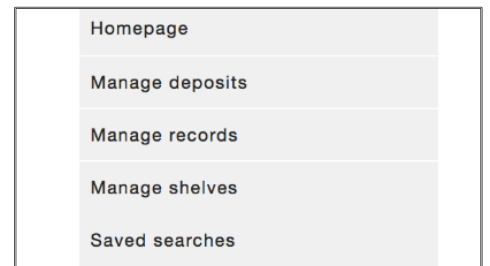 Homepage
Manage deposits
Manage records
Manage shelves
Saved searches